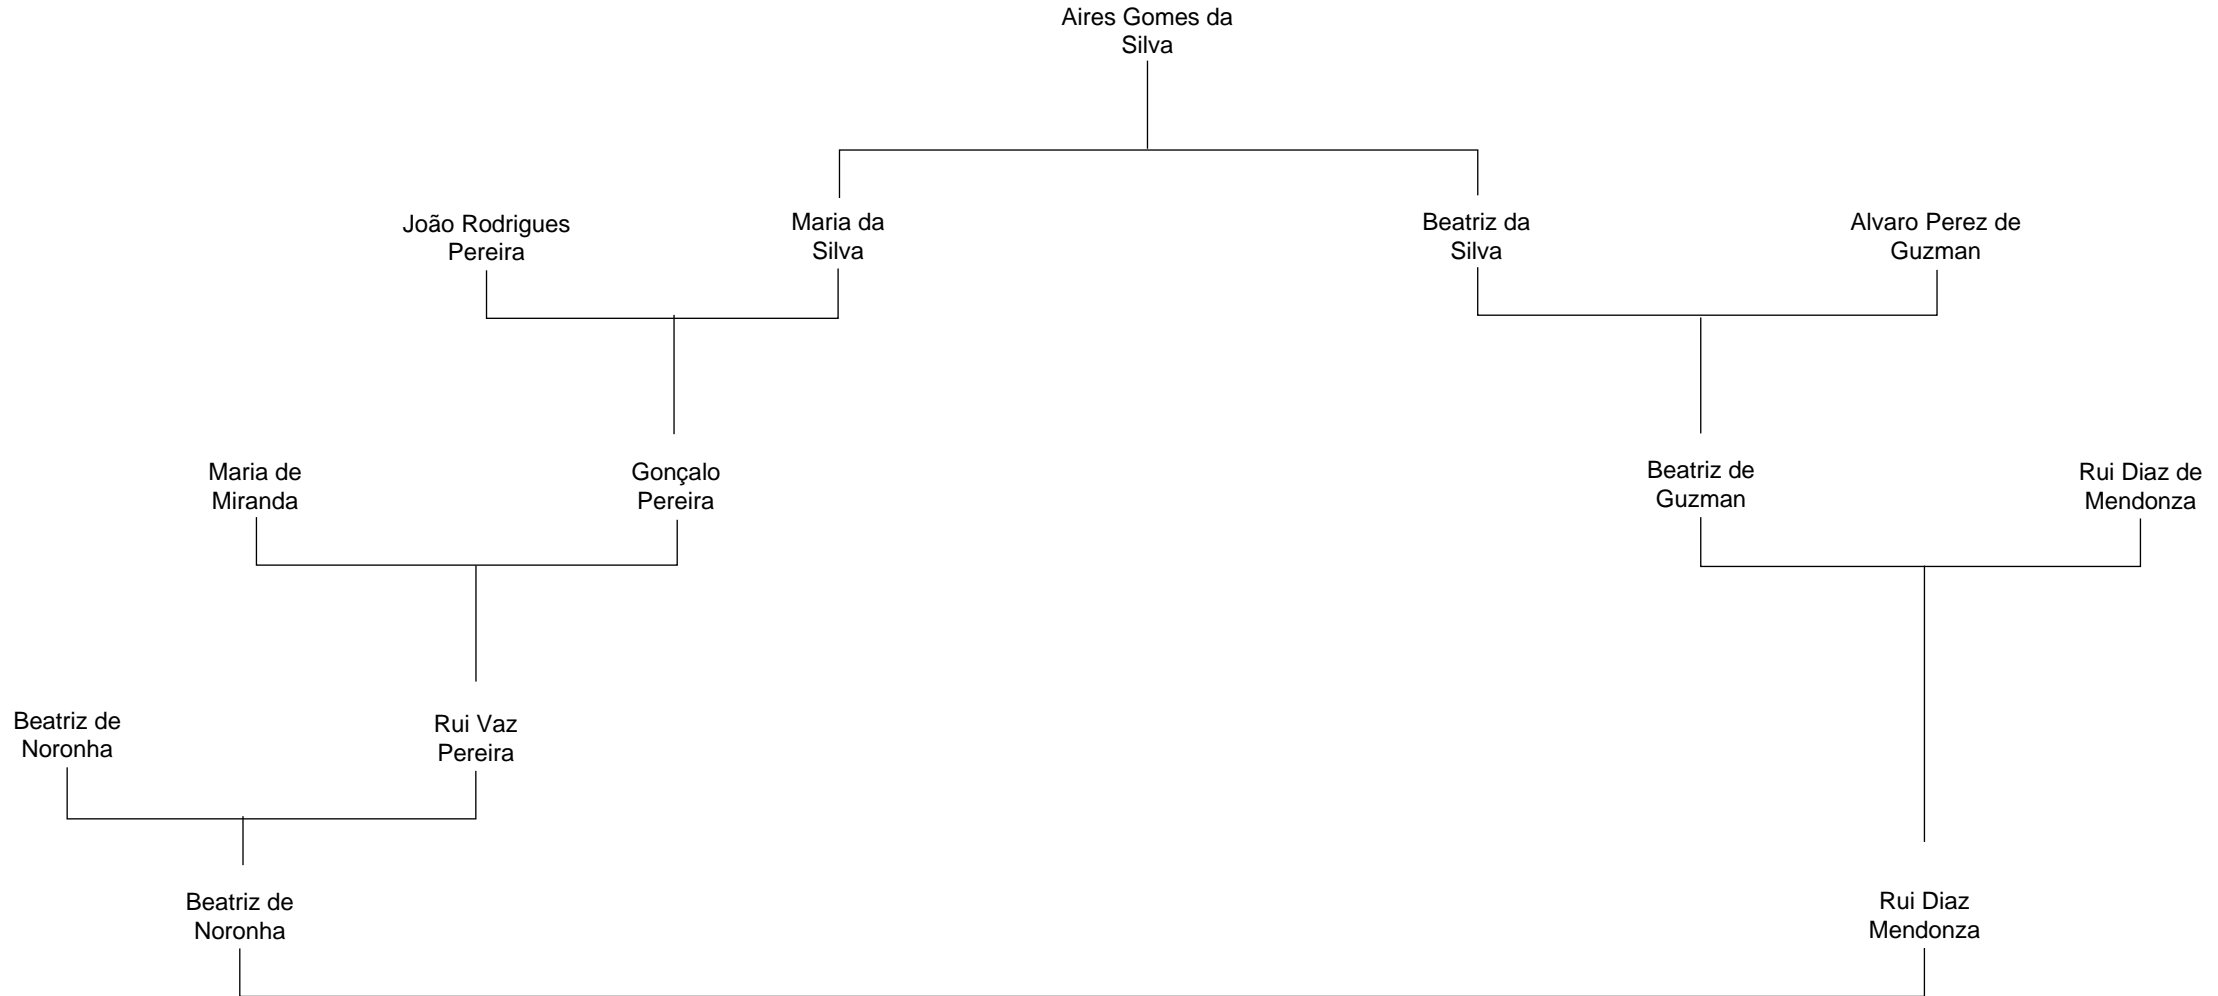 Aires Gomes da
Silva
João Rodrigues
Pereira
Maria da
Silva
Beatriz da
Silva
Alvaro Perez de
Guzman
Maria de
Miranda
Gonçalo
Pereira
Beatriz de
Guzman
Rui Diaz de
Mendonza
Beatriz de
Noronha
Rui Vaz
Pereira
Beatriz de
Noronha
Rui Diaz
Mendonza